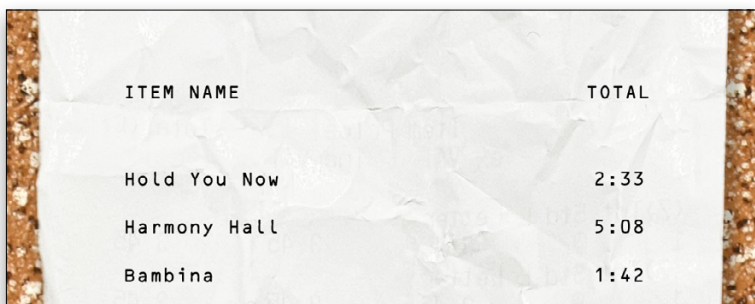 ITEM NAME TOTAL
Hold You Now 2:33
Harmony Hall 5:08
Bambina 1:42